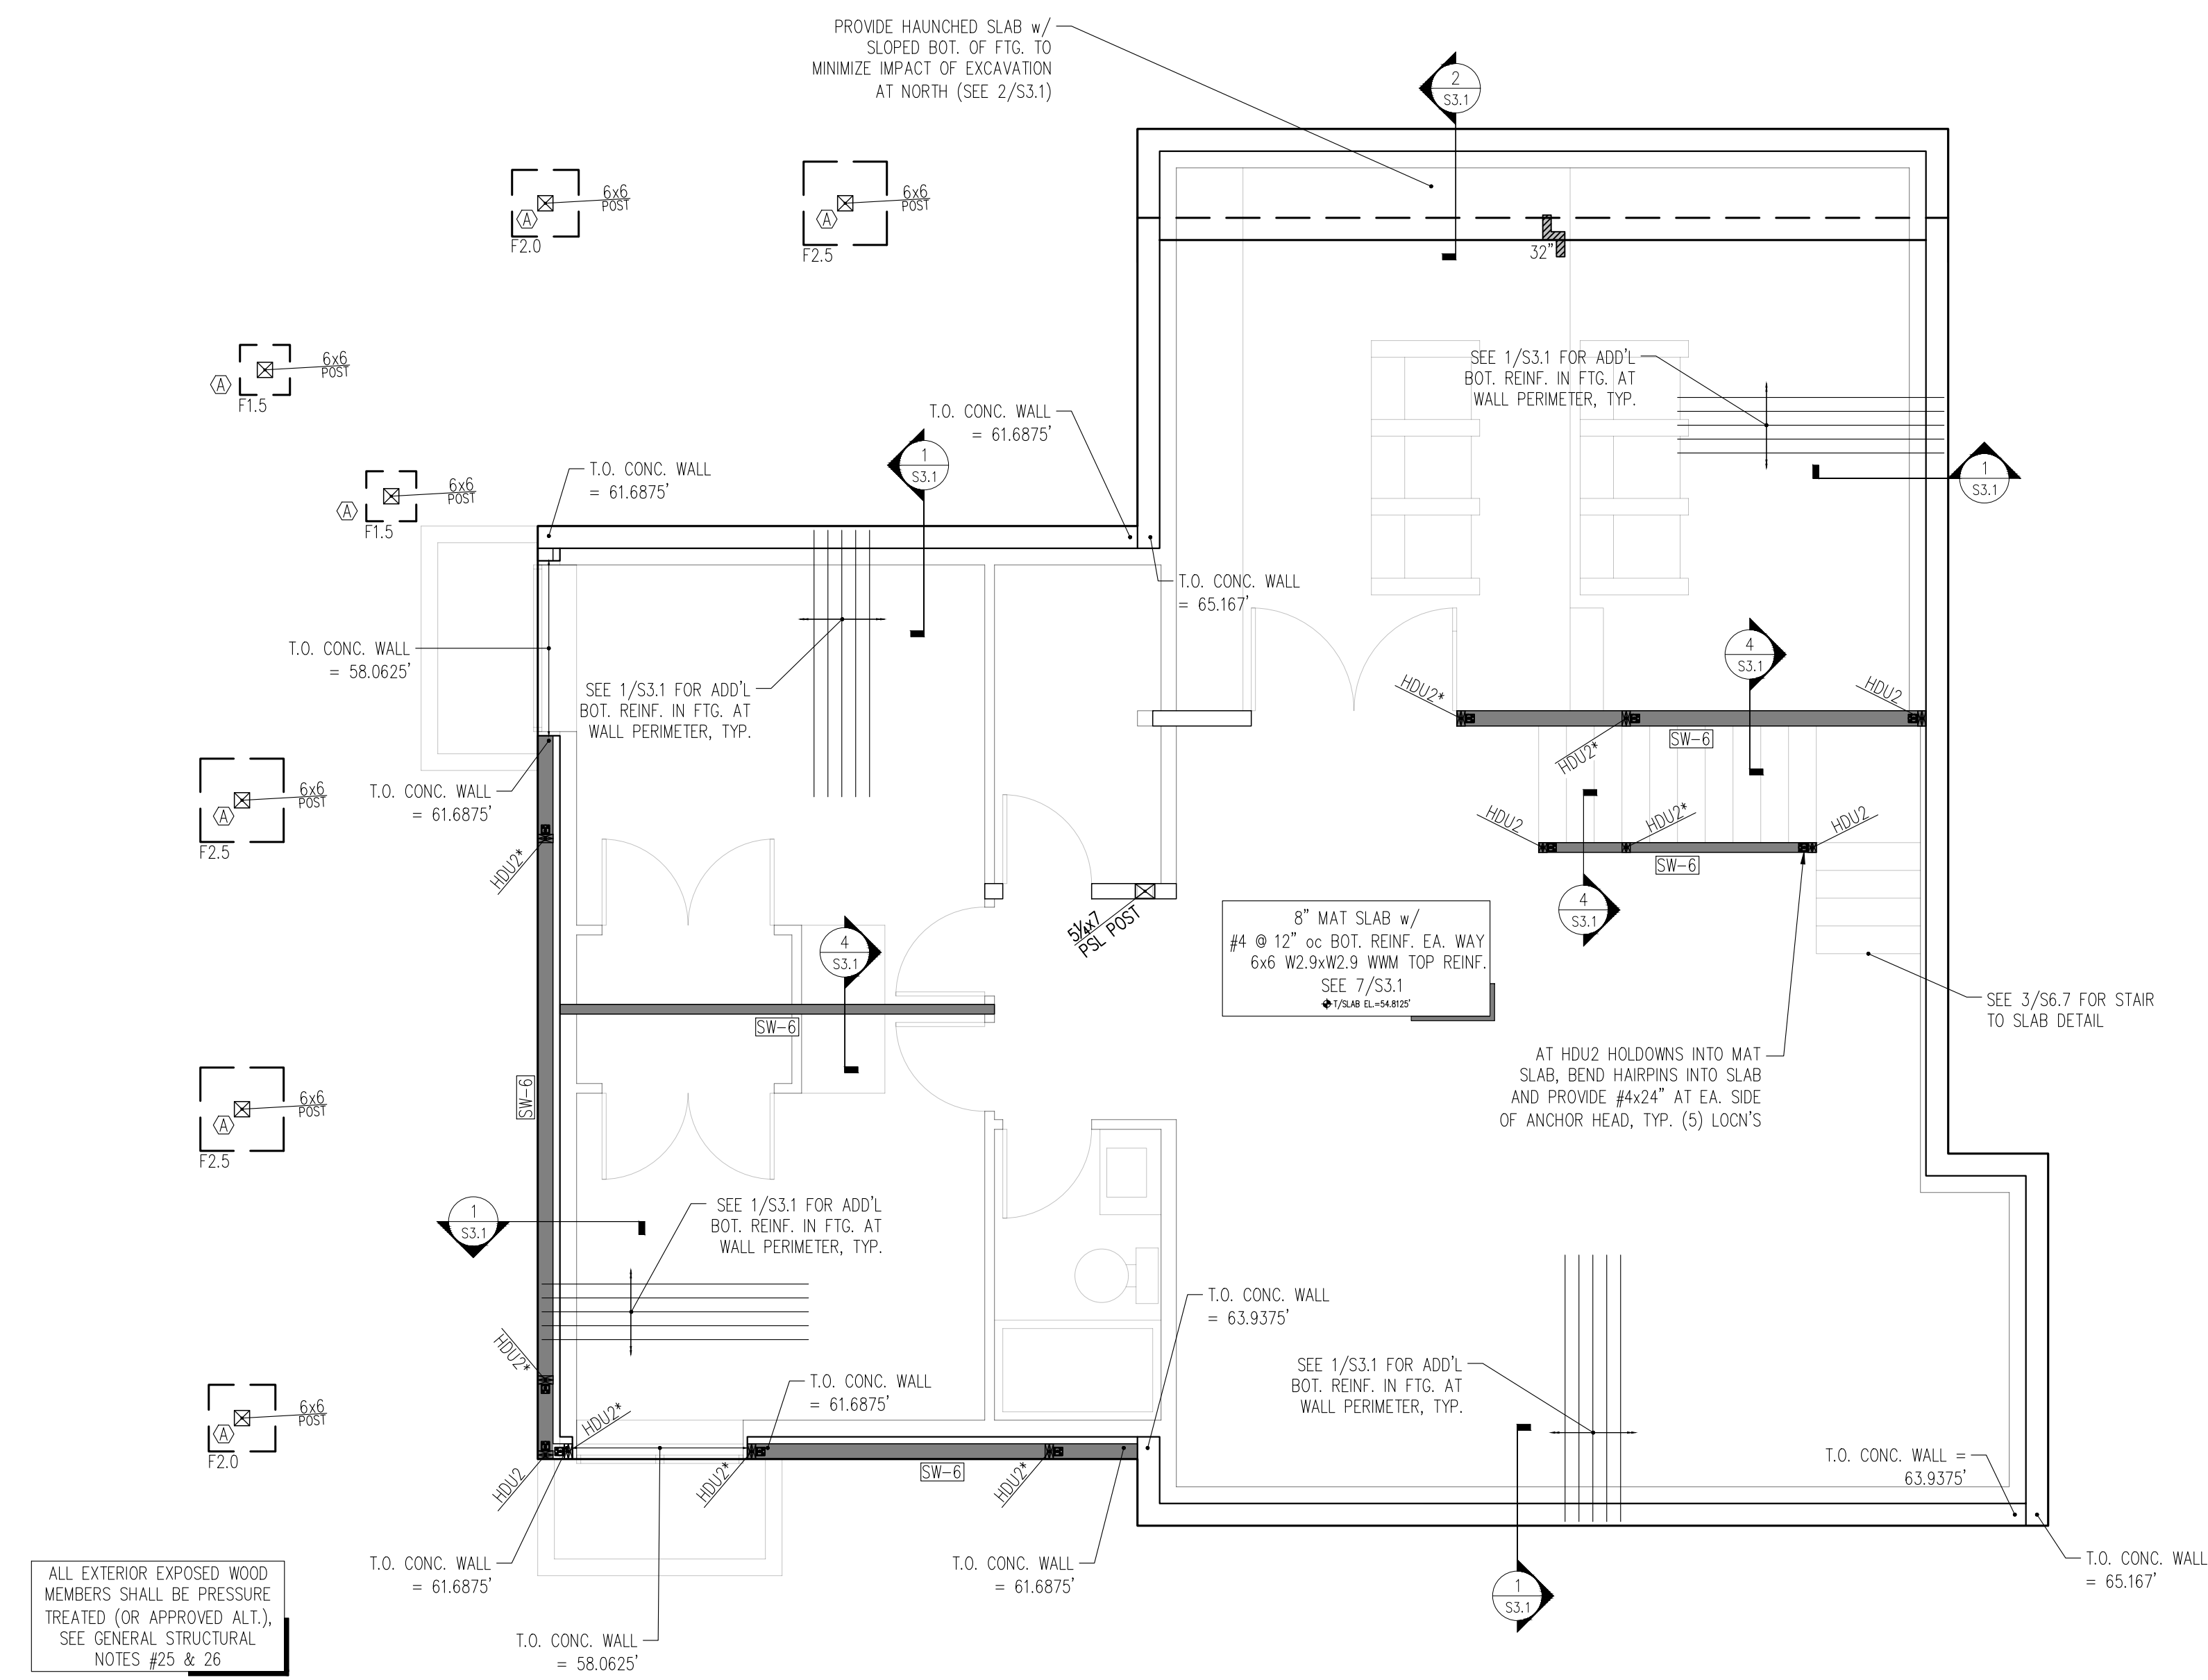 PROVIDE HAUNCHED SLAB w/
SLOPED BOT. OF FTG. TO
MINIMIZE IMPACT OF EXCAVATION
AT NORTH (SEE 2/S3.1)
2
S3.1
6x6
POST
A
F2.0
6x6
POST
A
F2.5
32"
6x6
POST
A
F1.5
SEE 1/S3.1 FOR ADD'L
BOT. REINF. IN FTG. AT
WALL PERIMETER, TYP.
T.O. CONC. WALL
= 61.6875'
1
S3.1
T.O. CONC. WALL
= 61.6875'
1
S3.1
6x6
POST
A
F1.5
T.O. CONC. WALL
= 65.167'
T.O. CONC. WALL
= 58.0625'
4
S3.1
SEE 1/S3.1 FOR ADD'L
BOT. REINF. IN FTG. AT
WALL PERIMETER, TYP.
HDU2*
HDU2
SW-6
HDU2*
6x6
POST
A
F2.5
T.O. CONC. WALL
= 61.6875'
HDU2
HDU2*
HDU2
SW-6
HDU2*
4
S3.1
5¼x7
PSL POST
8" MAT SLAB w/
#4 @ 12" oc BOT. REINF. EA. WAY
6x6 W2.9xW2.9 WWM TOP REINF.
SEE 7/S3.1
T/SLAB EL.=54.8125'
4
S3.1
SW-6
SEE 3/S6.7 FOR STAIR
TO SLAB DETAIL
6x6
POST
A
F2.5
SW-6
AT HDU2 HOLDOWNS INTO MAT
SLAB, BEND HAIRPINS INTO SLAB
AND PROVIDE #4x24" AT EA. SIDE
OF ANCHOR HEAD, TYP. (5) LOCN'S
1
S3.1
SEE 1/S3.1 FOR ADD'L
BOT. REINF. IN FTG. AT
WALL PERIMETER, TYP.
T.O. CONC. WALL
= 63.9375'
HDU2*
T.O. CONC. WALL
= 61.6875'
SEE 1/S3.1 FOR ADD'L
BOT. REINF. IN FTG. AT
WALL PERIMETER, TYP.
6x6
POST
A
F2.0
HDU2*
HDU2
HDU2*
SW-6
HDU2*
T.O. CONC. WALL =
63.9375'
T.O. CONC. WALL
= 61.6875'
T.O. CONC. WALL
= 61.6875'
1
S3.1
T.O. CONC. WALL
= 65.167'
T.O. CONC. WALL
= 58.0625'
ALL EXTERIOR EXPOSED WOOD
MEMBERS SHALL BE PRESSURE
TREATED (OR APPROVED ALT.),
SEE GENERAL STRUCTURAL
NOTES #25 & 26